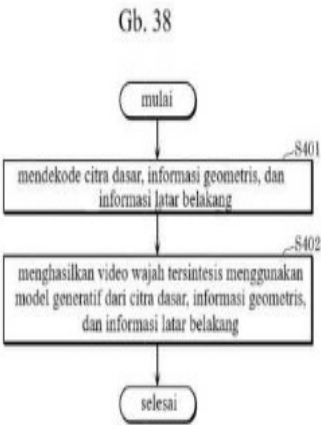 Gb. 38
mulai
S401
mendekode citra dasar, informasi geometris, dan
informasi latar belakang
S402
menghasilkan video wajah tersintesis menggunakan
model generatif dari citra dasar, informasi geometris,
dan informasi latar belakang
selesai